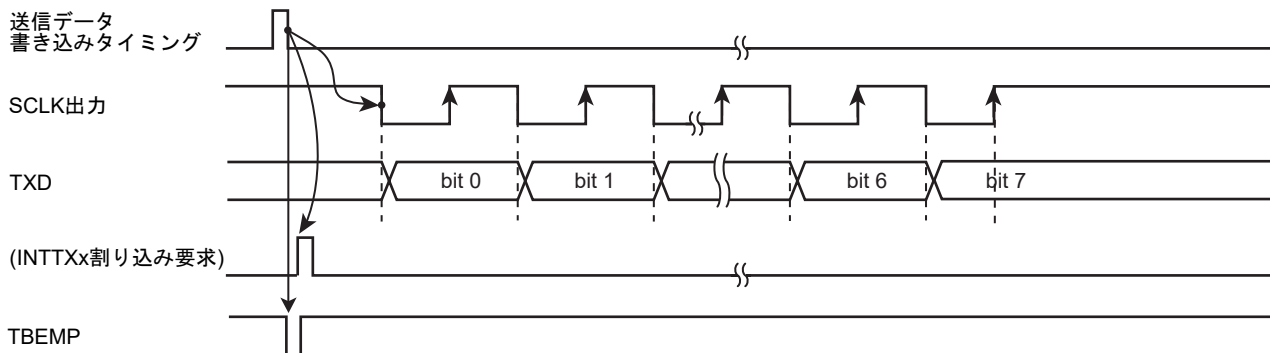 送信データ
書き込みタイミング
SCLK出力
TXD
bit 0
bit 1
bit 6
bit 7
(INTTXx割り込み要求)
TBEMP